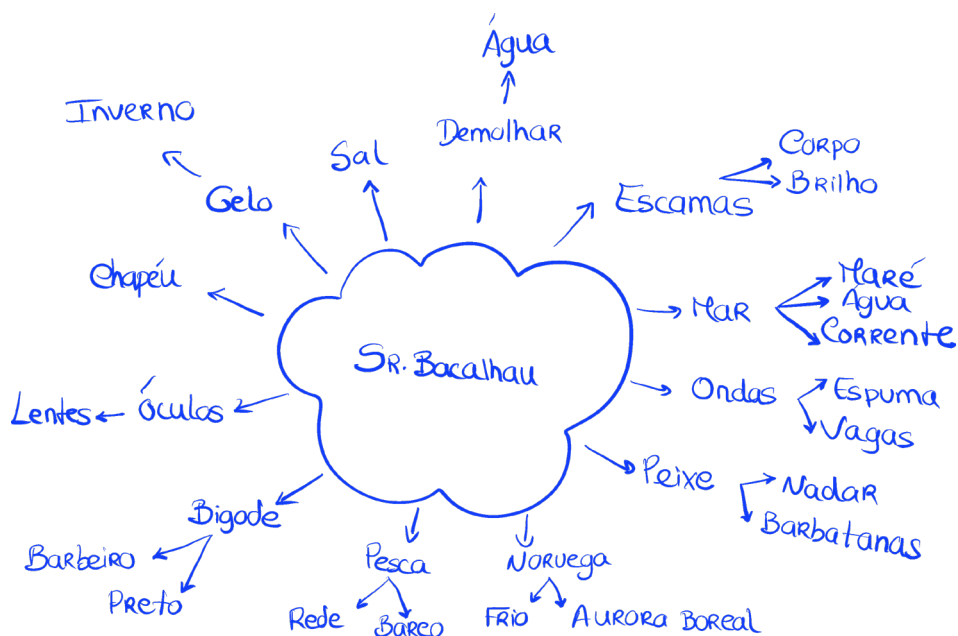 Água
Inverno
Sal
Demolhar
Corpo
Brilho
Gelo
Escamas
Chapéu
Maré
Mar
Água
Corrente
Sr. Bacalhau
Lentes
Óculos
Ondas
Espuma
Vagas
Peixe
Nadar
Barbatanas
Bigode
Barbeiro
Preto
Pesca
Rede
Barco
Noruega
Frio
Aurora Boreal